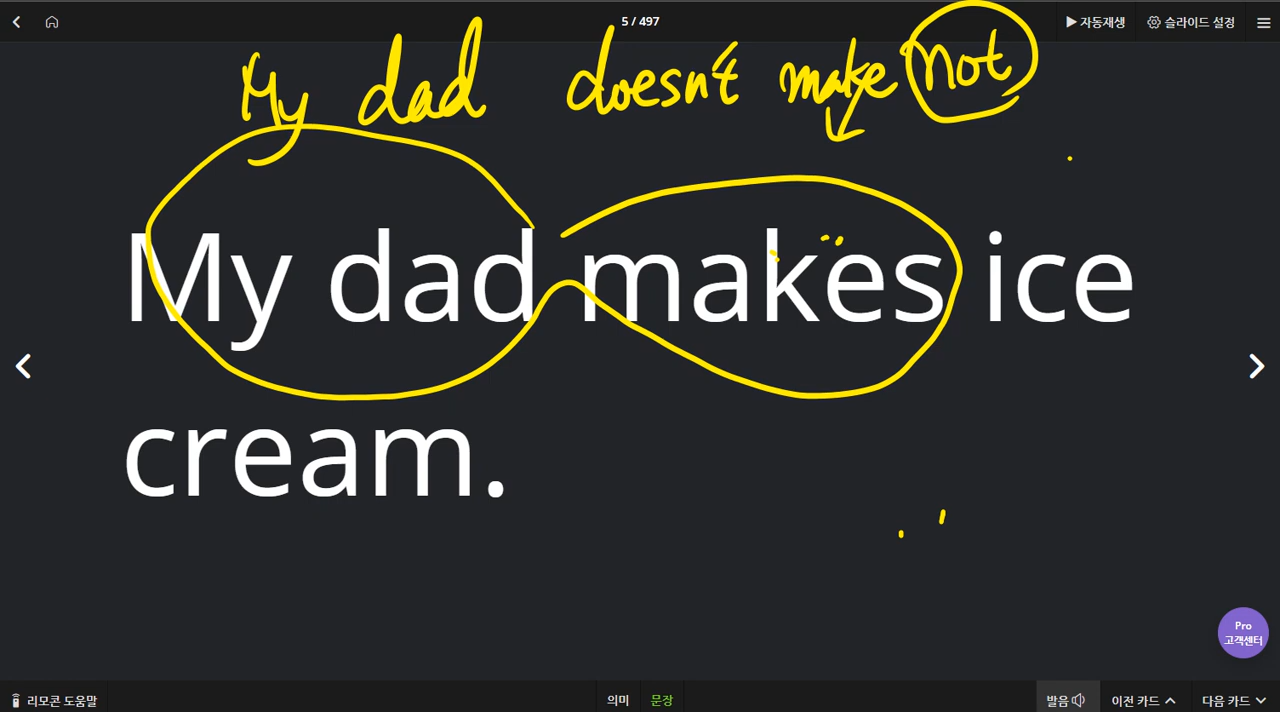 5 / 497
자동재생
슬라이드 설정
My dad doesn't make not
My dad makes ice
cream.
Pro
고객센터
리모콘 도움말
의미
문장
발음
이전 카드
다음 카드